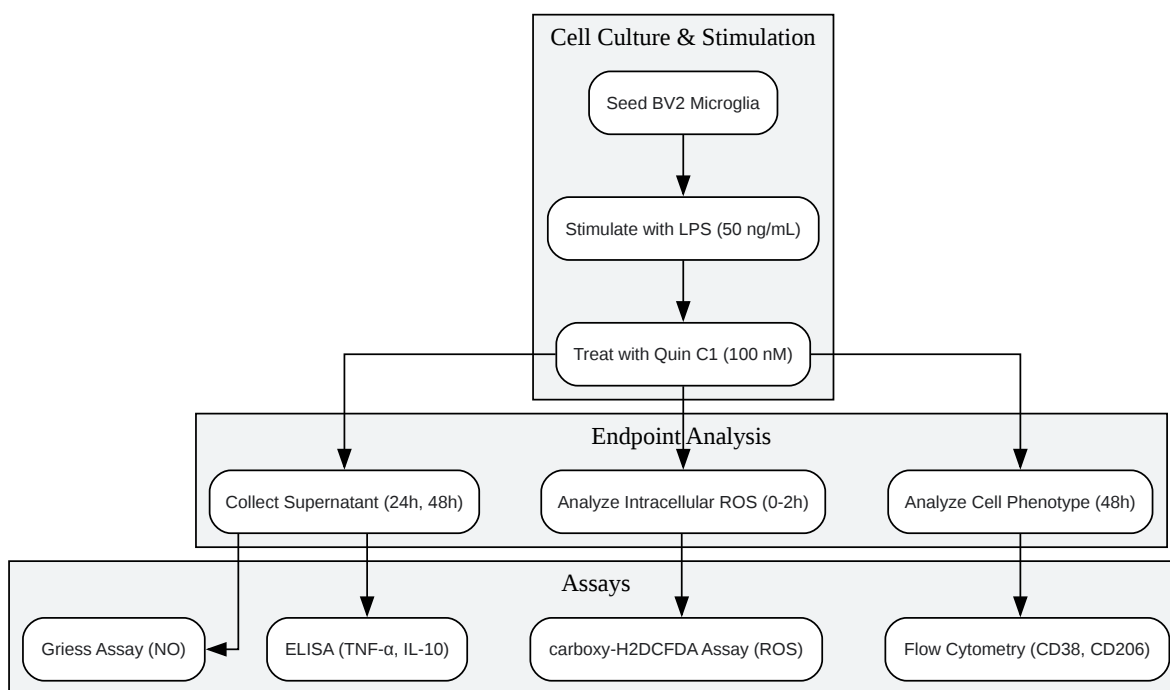 Cell Culture & Stimulation
Seed BV2 Microglia
Stimulate with LPS (50 ng/mL)
Treat with Quin C1 (100 nM)
Endpoint Analysis
Collect Supernatant (24h, 48h)
Analyze Intracellular ROS (0-2h)
Analyze Cell Phenotype (48h)
Assays
Griess Assay (NO)
ELISA (TNF-α, IL-10)
carboxy-H2DCFDA Assay (ROS)
Flow Cytometry (CD38, CD206)